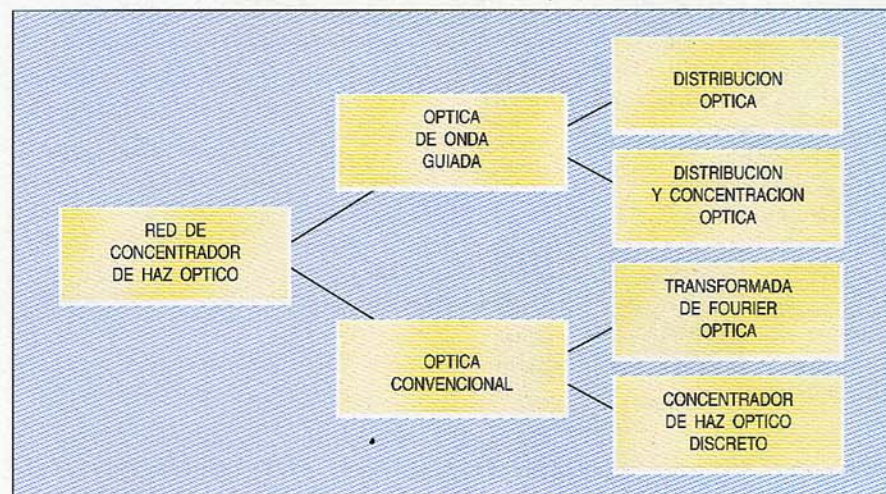 RED DE
CONCENTRADOR
DE HAZ OPTICO
OPTICA
DE ONDA
GUIADA
OPTICA
CONVENCIONAL
DISTRIBUCION
OPTICA
DISTRIBUCION
Y CONCENTRACION
OPTICA
TRANSFORMADA
DE FOURIER
OPTICA
CONCENTRADOR
DE HAZ OPTICO
DISCRETO